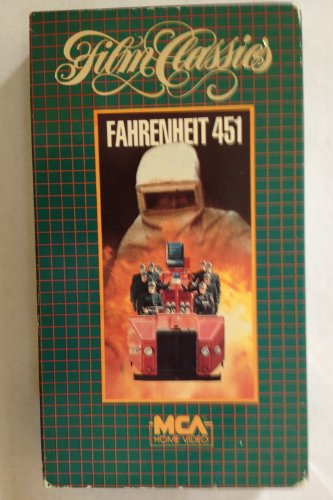 Film Classics
FAHRENHEIT 451
MCA
HOME VIDEO